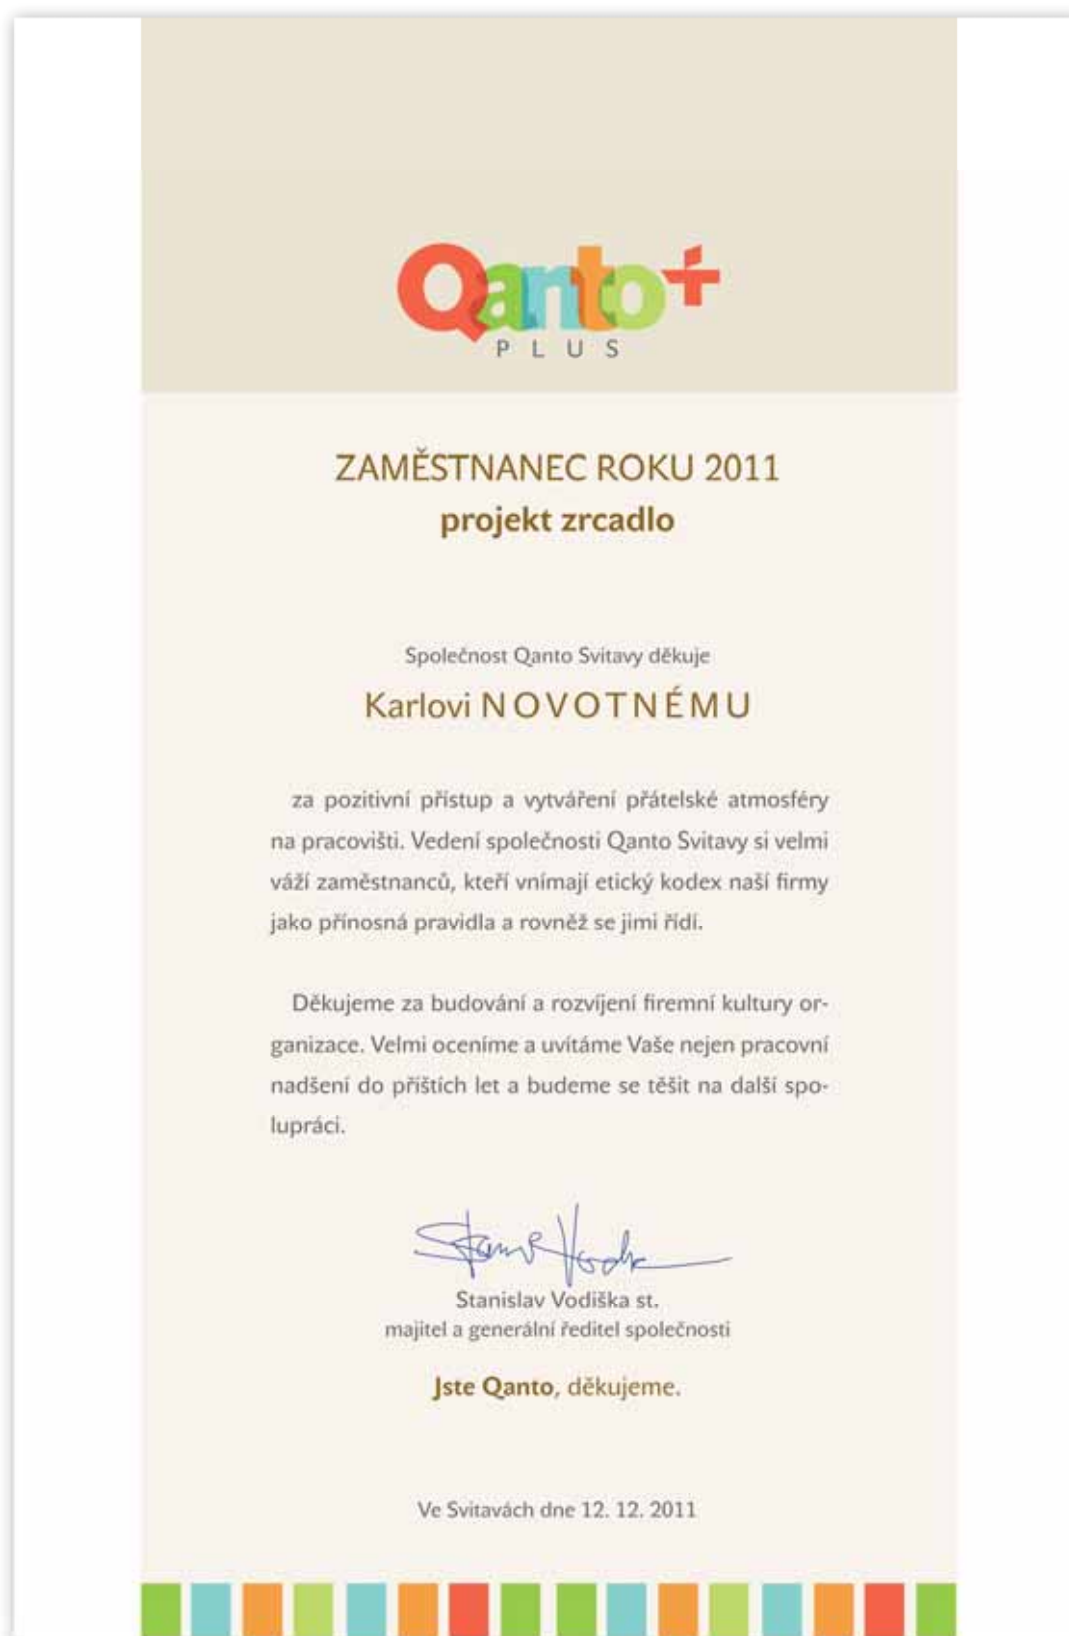 Qanto+
PLUS
ZAMĚSTNANEC ROKU 2011
projekt zrcadlo
Společnost Qanto Svitavy děkuje
Karlovi NOVOTNÉMU
za pozitivní přístup a vytváření přátelské atmosféry
na pracovišti. Vedení společnosti Qanto Svitavy si velmi
váží zaměstnanců, kteří vnímají etický kodex naší firmy
jako přínosná pravidla a rovněž se jimi řídí.
Děkujeme za budování a rozvíjení firemní kultury or-
ganizace. Velmi oceníme a uvítáme Vaše nejen pracovní
nadšení do příštích let a budeme se těšit na další spo-
lupráci.
Stanislav Vodiška st.
majitel a generální ředitel společnosti
Jste Qanto, děkujeme.
Ve Svitavách dne 12. 12. 2011